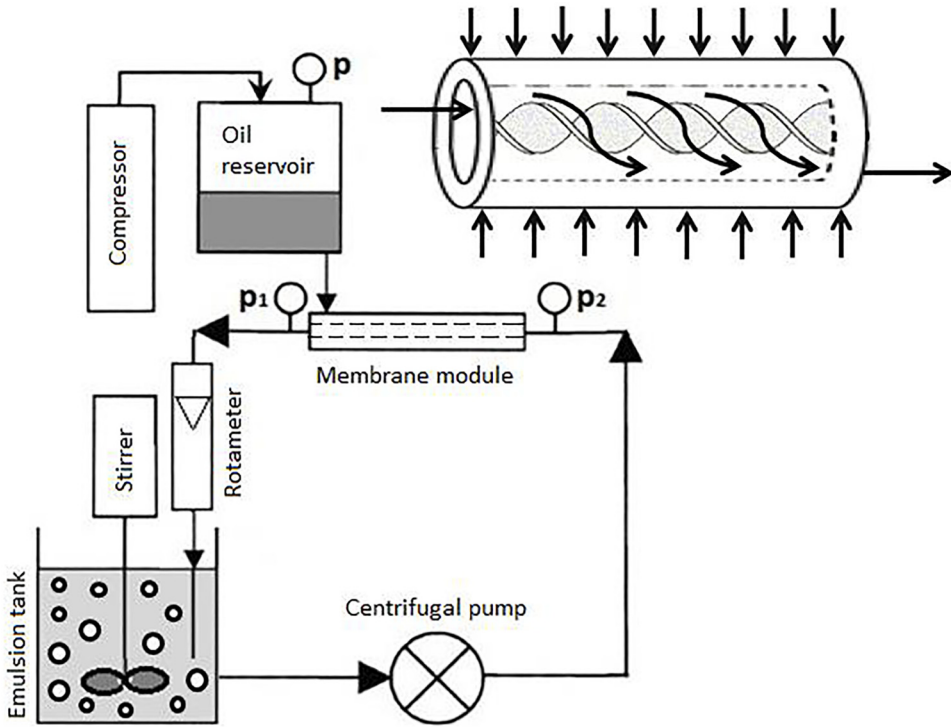 p
Oil
reservoir
Compressor
p1
p2
Membrane module
Rotameter
Stirrer
Centrifugal pump
Emulsion tank